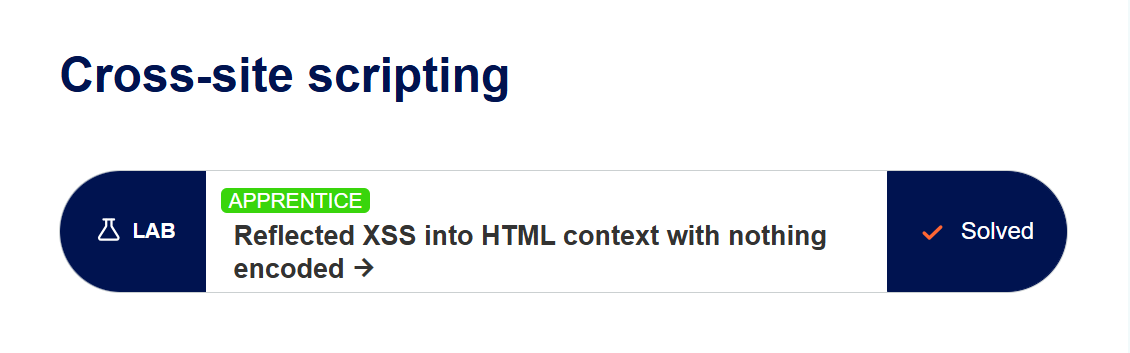 Cross-site scripting
LAB
APPRENTICE
Reflected XSS into HTML context with nothing
encoded →
Solved